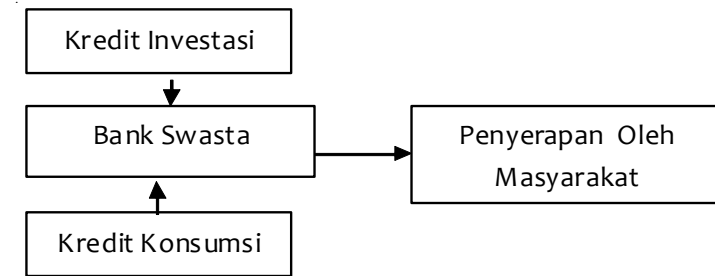 Kredit Investasi
Bank Swasta
Penyerapan Oleh
Masyarakat
Kredit Konsumsi